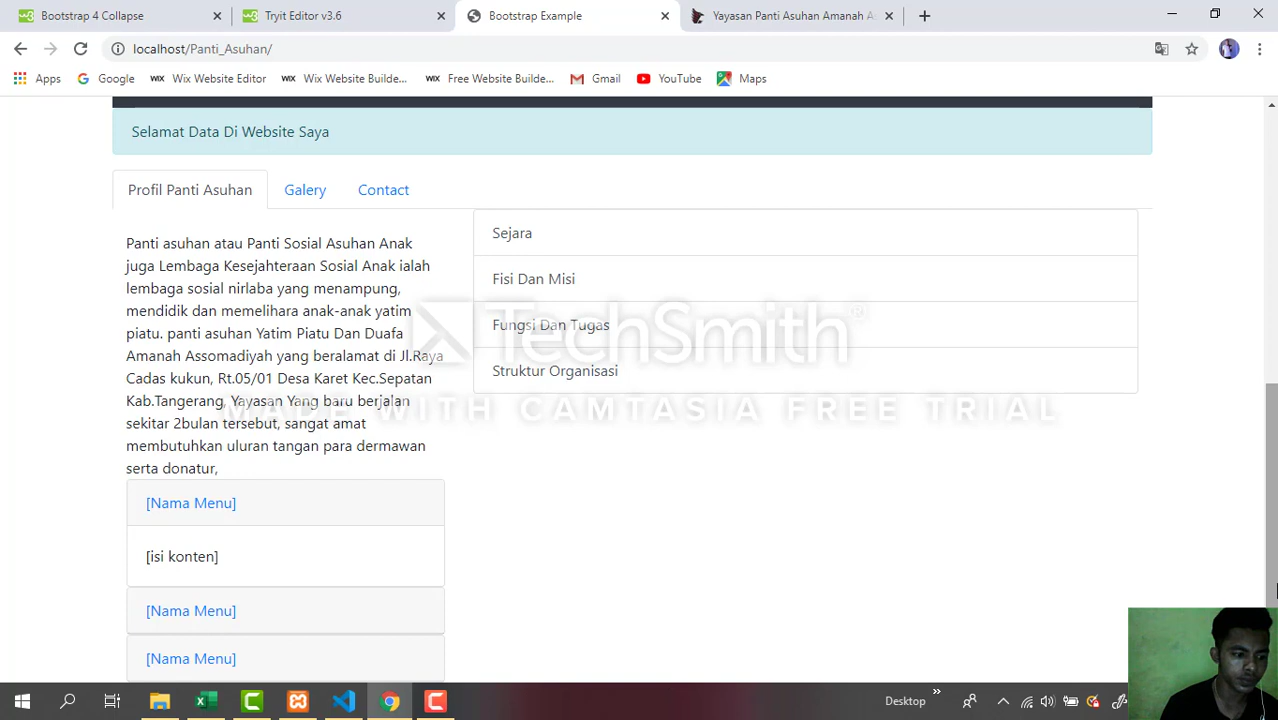 Bootstrap 4 Collapse
Tryit Editor v3.6
Bootstrap Example
Yayasan Panti Asuhan Amanah As
localhost/Panti_Asuhan/
Apps
Google
WIX Wix Website Editor
WIX Wix Website Builde...
WIX Free Website Builde...
Gmail
YouTube
Maps
Selamat Data Di Website Saya
Profil Panti Asuhan
Galery
Contact
Panti asuhan atau Panti Sosial Asuhan Anak
juga Lembaga Kesejahteraan Sosial Anak ialah
lembaga sosial nirlaba yang menampung,
mendidik dan memelihara anak-anak yatim
piatu. panti asuhan Yatim Piatu Dan Duafa
Amanah Assomadiyah yang beralamat di Jl.Raya
Cadas kukun, Rt.05/01 Desa Karet Kec.Sepatan
Kab.Tangerang, Yayasan Yang baru berjalan
sekitar 2bulan tersebut, sangat amat
membutuhkan uluran tangan para dermawan
serta donatur,
[Nama Menu]
[isi konten]
[Nama Menu]
[Nama Menu]
Sejara
Fisi Dan Misi
Fungsi Dan Tugas
Struktur Organisasi
TechSmith®
MADE WITH CAMTASIA FREE TRIAL
Desktop